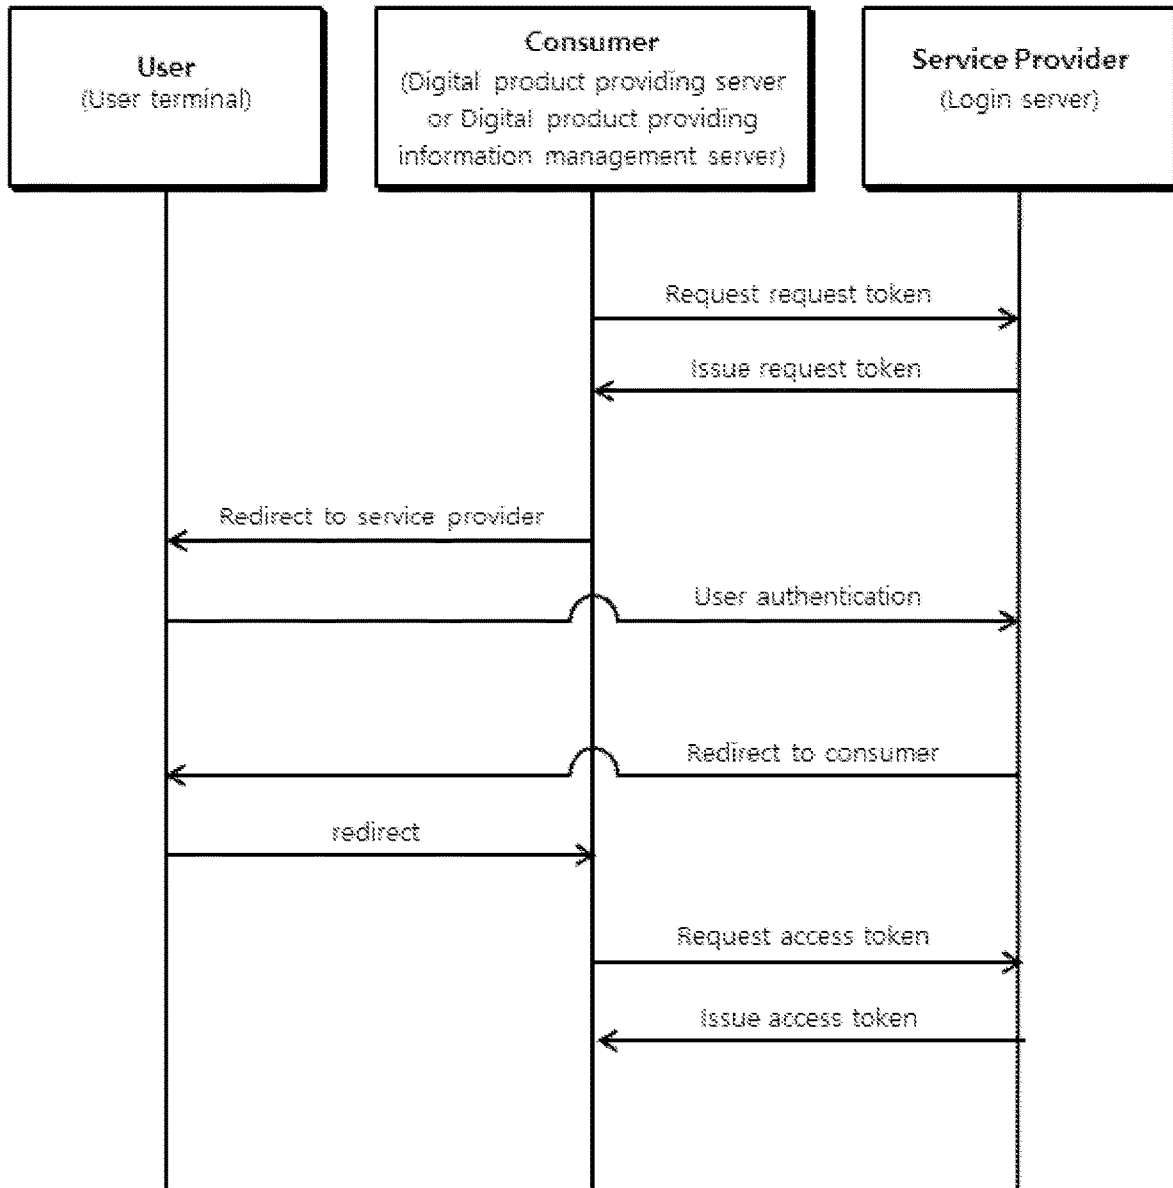 User
(User terminal)
Consumer
(Digital product providing server
or Digital product providing
information management server)
Service Provider
(Login server)
Request request token
Issue request token
Redirect to service provider
User authentication
Redirect to consumer
redirect
Request access token
Issue access token